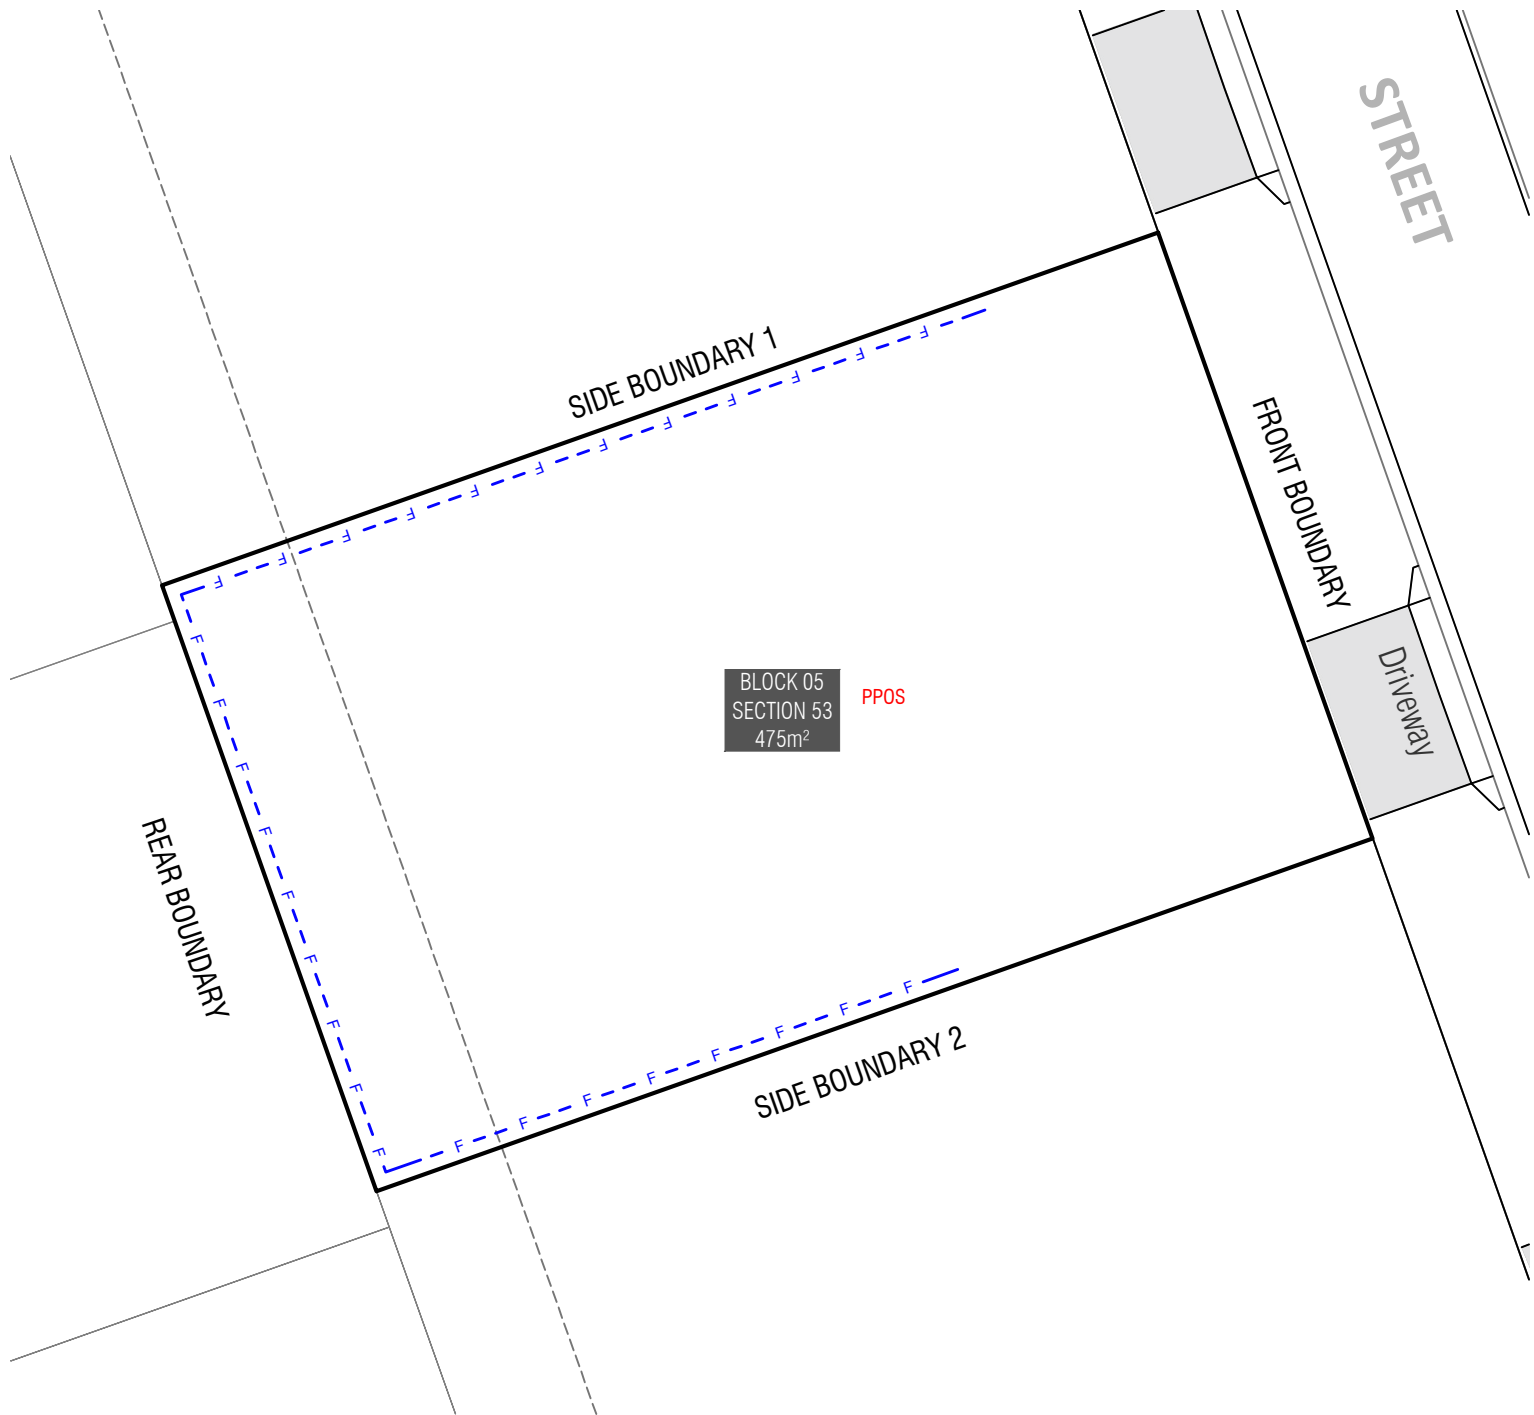 STREET
SIDE BOUNDARY 1
FRONT BOUNDARY
BLOCK 05
SECTION 53
475m²
PPOS
Driveway
REAR BOUNDARY
SIDE BOUNDARY 2
F F F F F F F F F F F F
F F F F F F F F F
F F F F F F F F